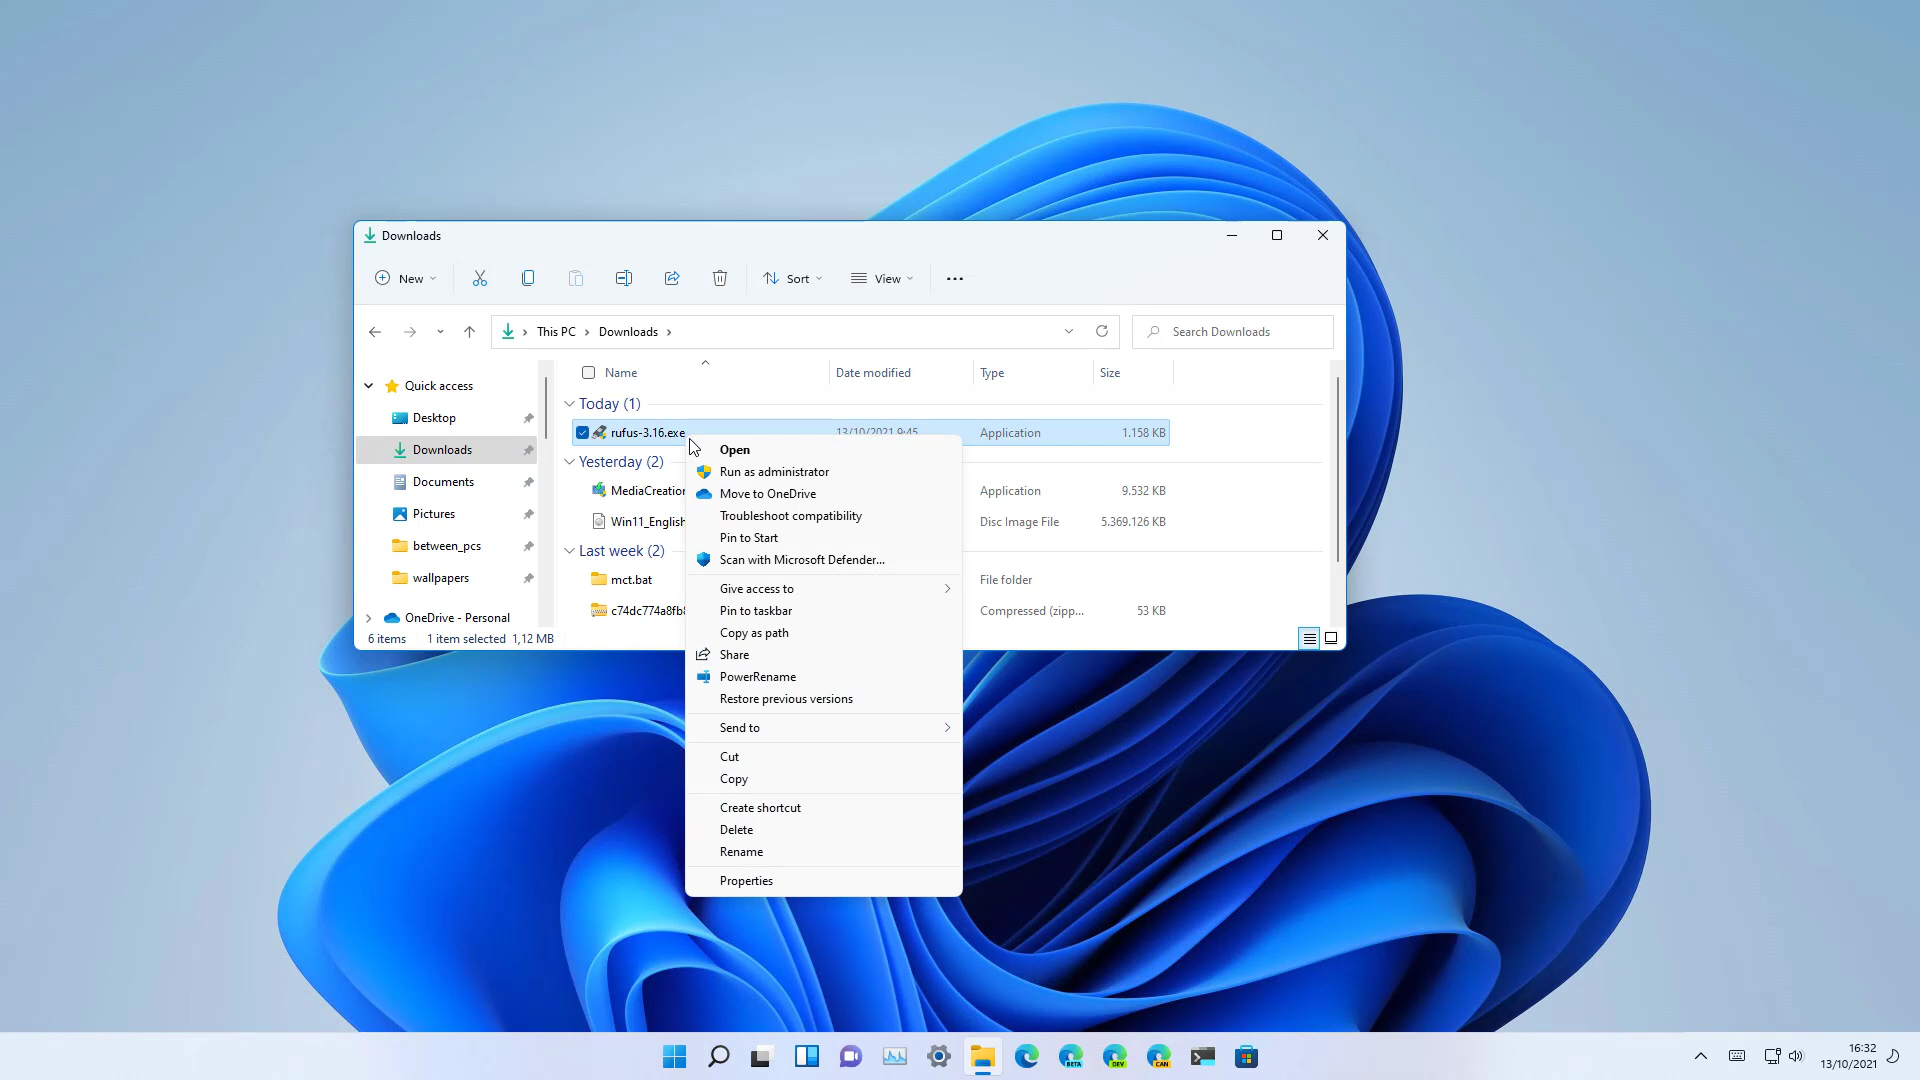 Downloads
New
Sort
View
This PC
Downloads
Search Downloads
Name
Date modified
Type
Size
Quick access
Desktop
Downloads
Documents
Pictures
between_pcs
wallpapers
OneDrive - Personal
Today (1)
rufus-3.16.exe 13/10/2021 9:45 Application 1.158 KB
Yesterday (2)
Application 9.532 KB
Win11_English Disc Image File 5.369.126 KB
Last week (2)
mct.bat File folder
Compressed (zipp... 53 KB
6 items 1 item selected 1,12 MB
Open
Run as administrator
Move to OneDrive
Troubleshoot compatibility
Pin to Start
Scan with Microsoft Defender...
Give access to
Pin to taskbar
Copy as path
Share
PowerRename
Restore previous versions
Send to
Cut
Copy
Create shortcut
Delete
Rename
Properties
BETA
DEV
CAN
16:32
13/10/2021